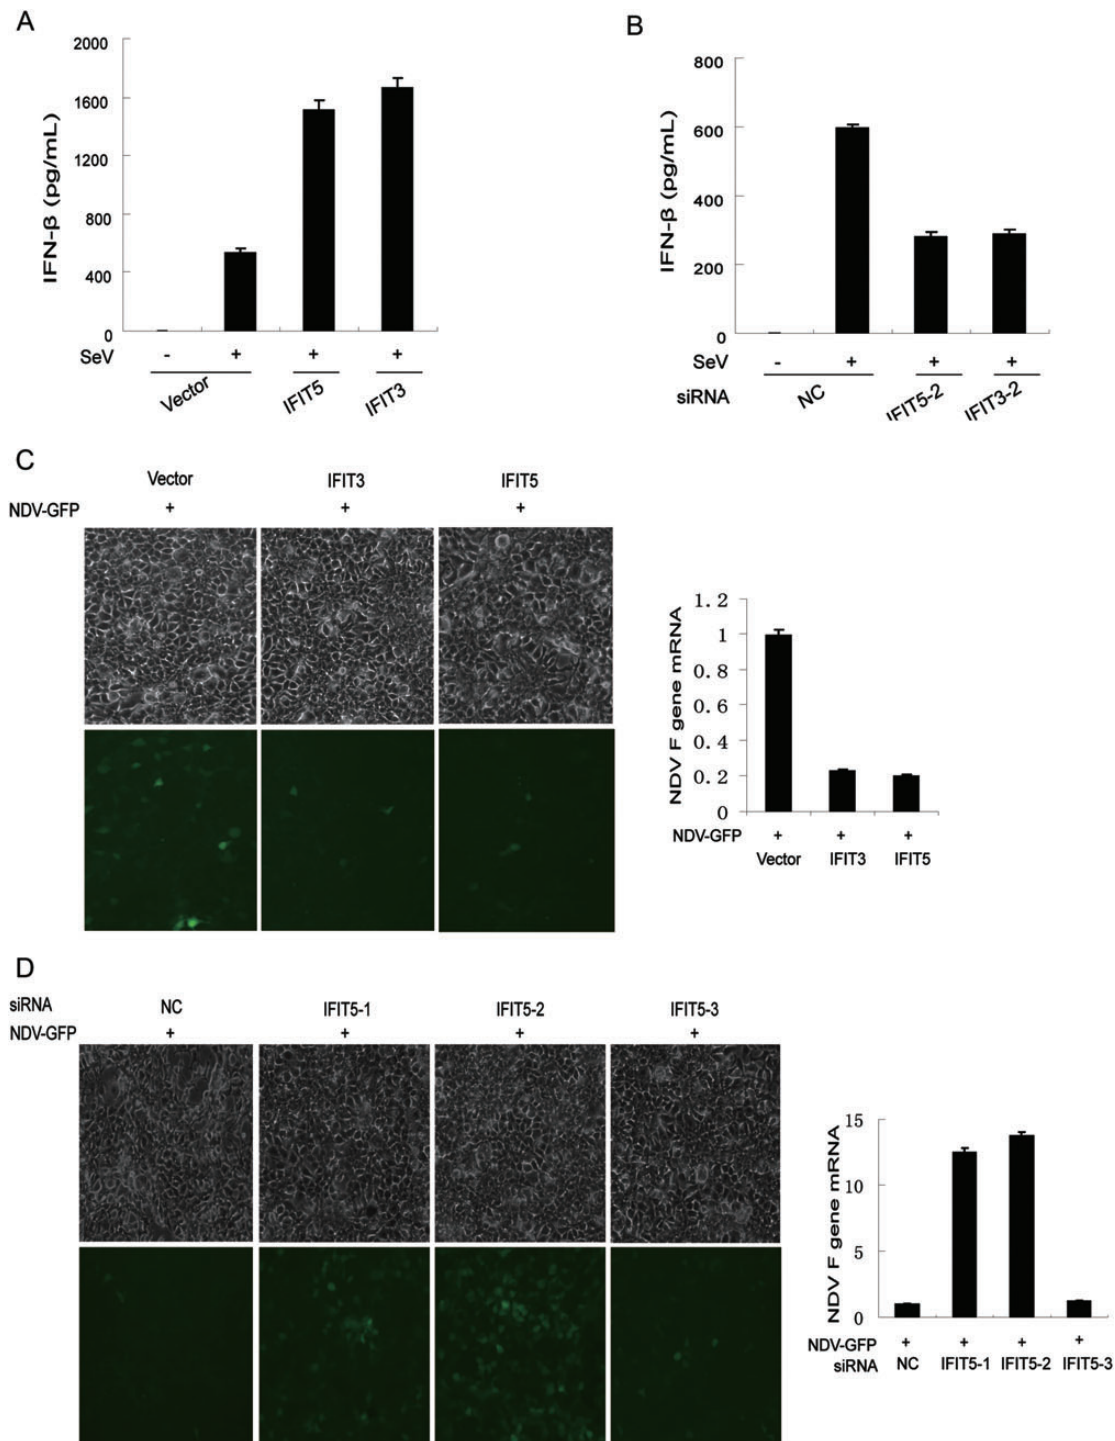 A
2000
1600
1200
800
400
0
IFN-β (pg/mL)
SeV - + + +
Vector IFIT5 IFIT3
B
800
600
400
200
0
IFN-β (pg/mL)
SeV - + + +
siRNA NC IFIT5-2 IFIT3-2
C
Vector IFIT3 IFIT5
NDV-GFP + + +
1.2
1
0.8
0.6
0.4
0.2
0
NDV F gene mRNA
NDV-GFP + + +
Vector IFIT3 IFIT5
D
siRNA NC IFIT5-1 IFIT5-2 IFIT5-3
NDV-GFP + + + +
15
10
5
0
NDV F gene mRNA
NDV-GFP + + + +
siRNA NC IFIT5-1 IFIT5-2 IFIT5-3